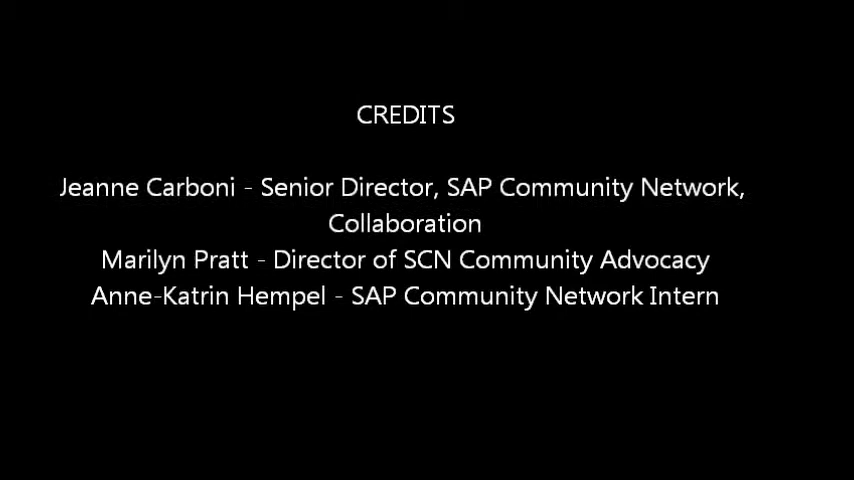 CREDITS
Jeanne Carboni - Senior Director, SAP Community Network,
Collaboration
Marilyn Pratt - Director of SCN Community Advocacy
Anne-Katrin Hempel - SAP Community Network Intern